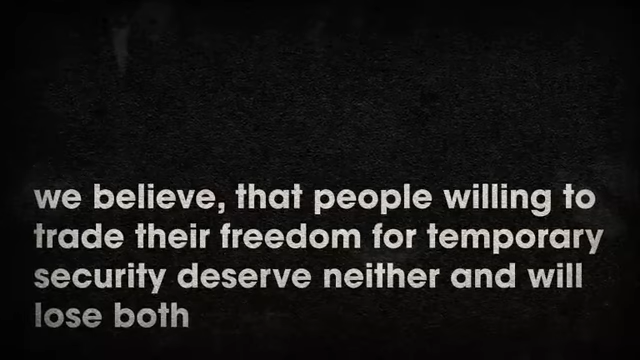 we believe, that people willing to
trade their freedom for temporary
security deserve neither and will
lose both